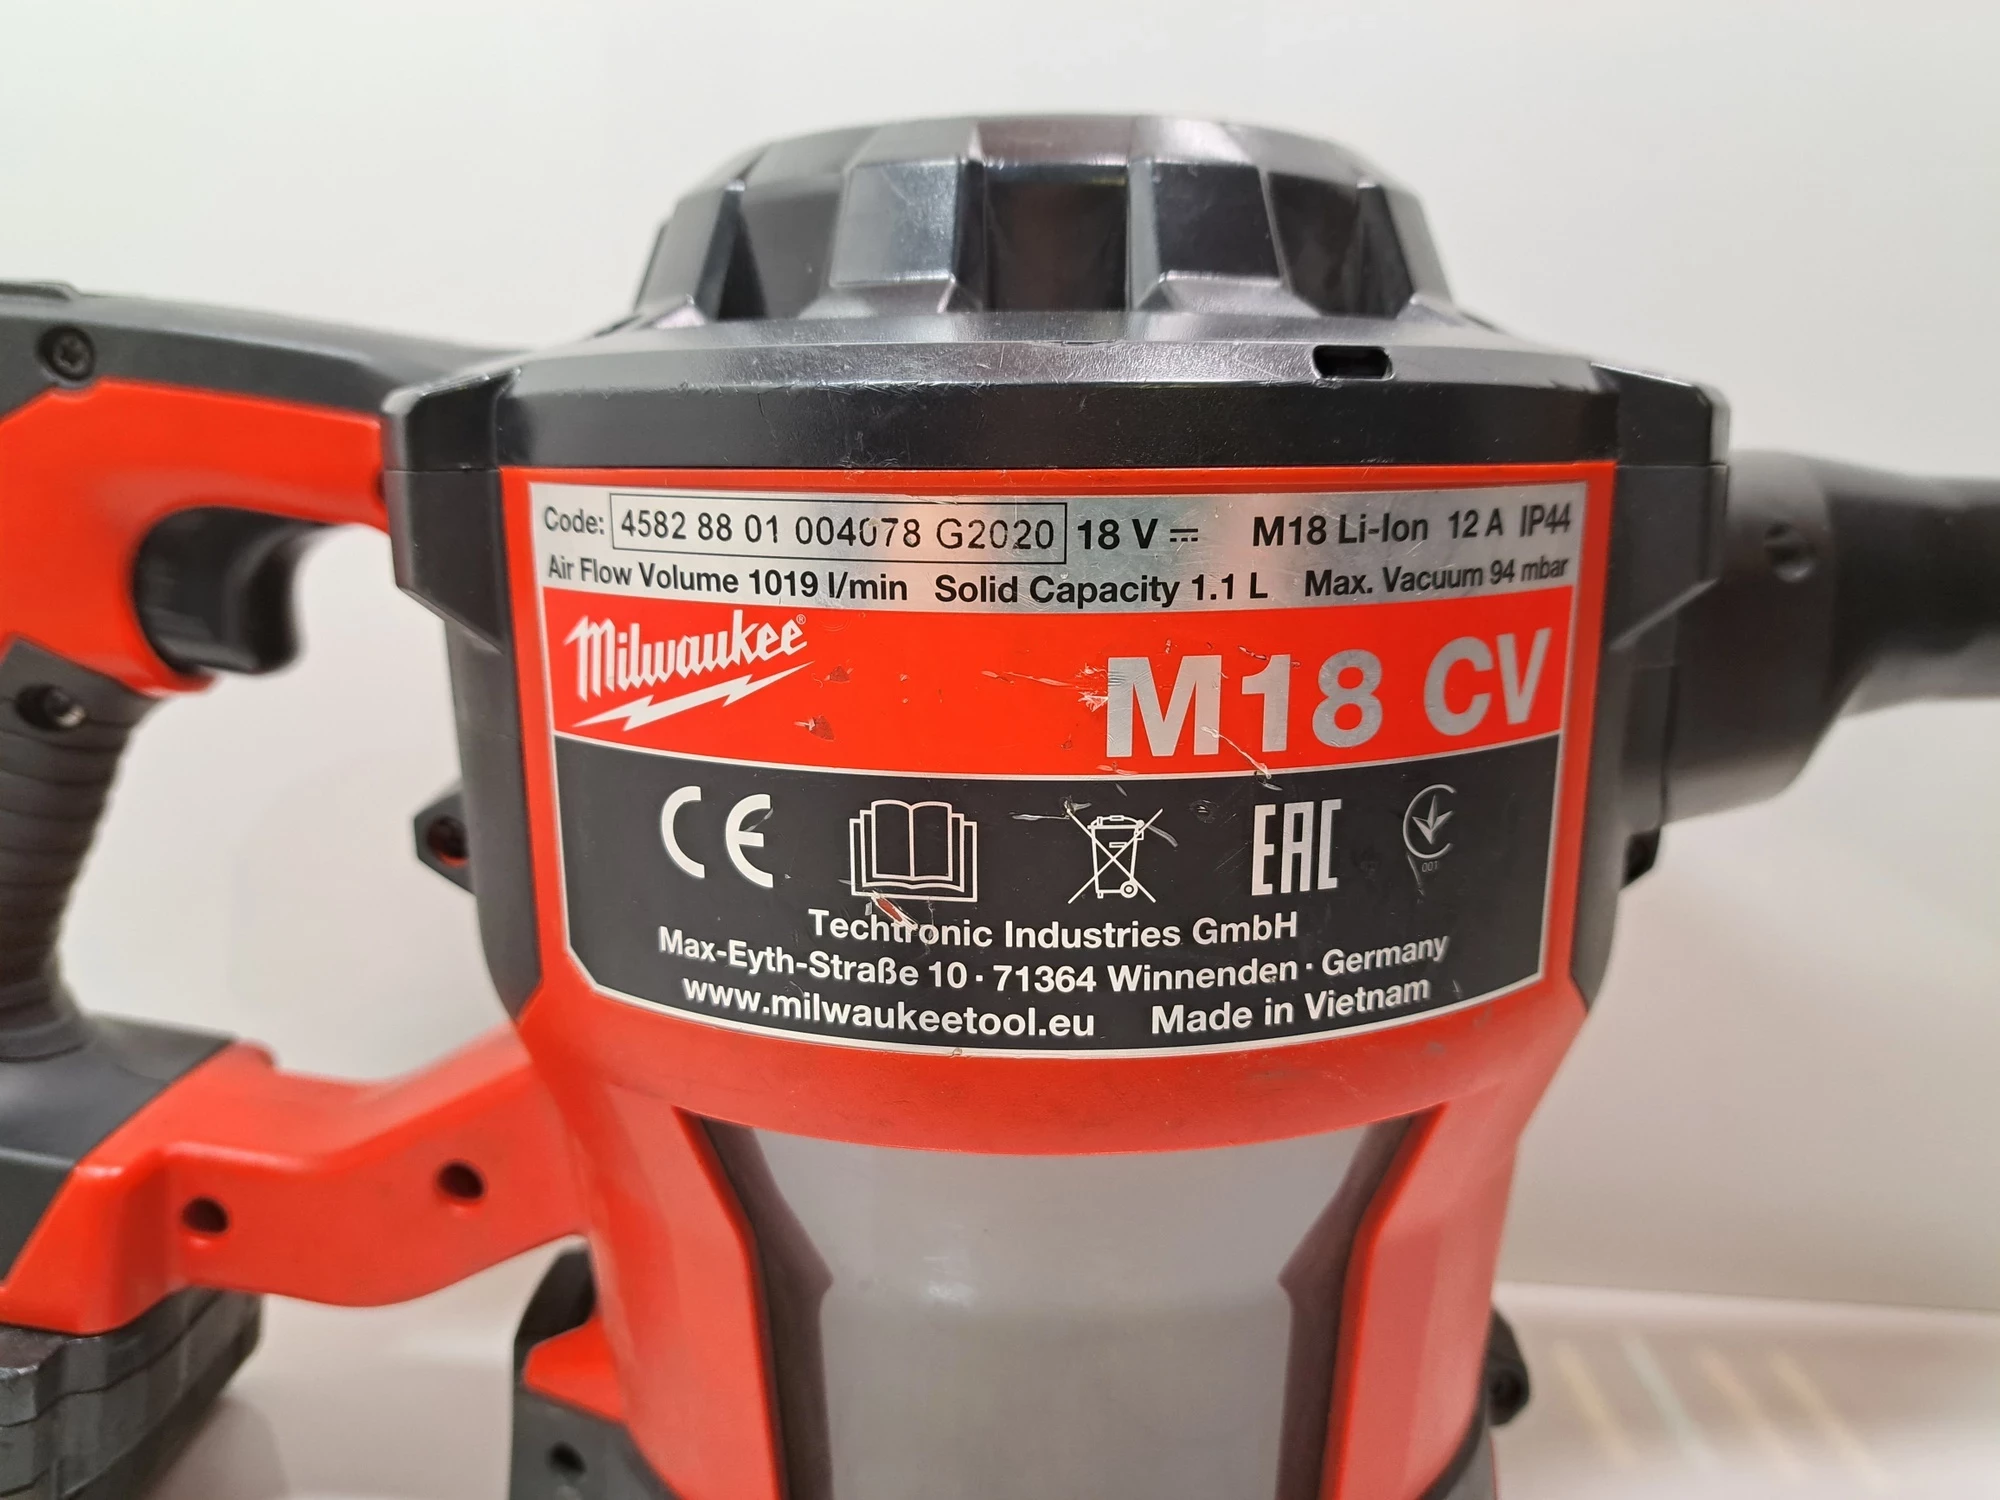 Code: 4582 88 01 004078 G2020 18 V M18 Li-Ion 12 A IP44
Air Flow Volume 1019 l/min Solid Capacity 1.1 L Max. Vacuum 94 mbar
Milwaukee®
M18 CV
CE EAC
Techtronic Industries GmbH
Max-Eyth-Straße 10 · 71364 Winnenden · Germany
www.milwaukeetool.eu Made in Vietnam